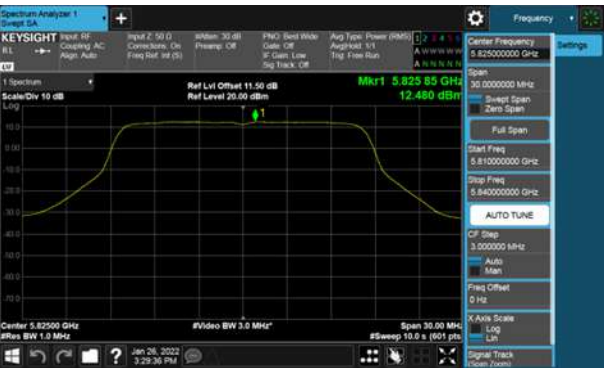 Spectrum Analyzer 1
Swept SA
+
Frequency
KEYSIGHT
RL
Input: RF
Coupling: AC
Align: Auto
Input Z: 50 Ω
Corrections: On
Freq Ref: Int (S)
#Atten: 30 dB
Preamp: Off
PNO: Best Wide
Gate: Off
IF Gain: Low
Sig Track: Off
Avg Type: Power (RMS)
Avg|Hold: 1/1
Trig: Free Run
1 2 3 4 5 6
A W W W W W
A N N N N N
1 Spectrum
Scale/Div 10 dB
Log
Ref Lvl Offset 11.50 dB
Ref Level 20.00 dBm
Mkr1 5.825 85 GHz
12.480 dBm
1
10.0
0.00
-10.0
-20.0
-30.0
-40.0
-50.0
-60.0
-70.0
Center 5.82500 GHz
#Res BW 1.0 MHz
#Video BW 3.0 MHz*
Span 30.00 MHz
#Sweep 10.0 s (601 pts)
?
Jan 26, 2022
3:29:36 PM
Center Frequency
5.825000000 GHz
Settings
Span
30.0000000 MHz
Swept Span
Zero Span
Full Span
Start Freq
5.810000000 GHz
Stop Freq
5.840000000 GHz
AUTO TUNE
CF Step
3.000000 MHz
Auto
Man
Freq Offset
0 Hz
X Axis Scale
Log
Lin
Signal Track
(Span Zoom)